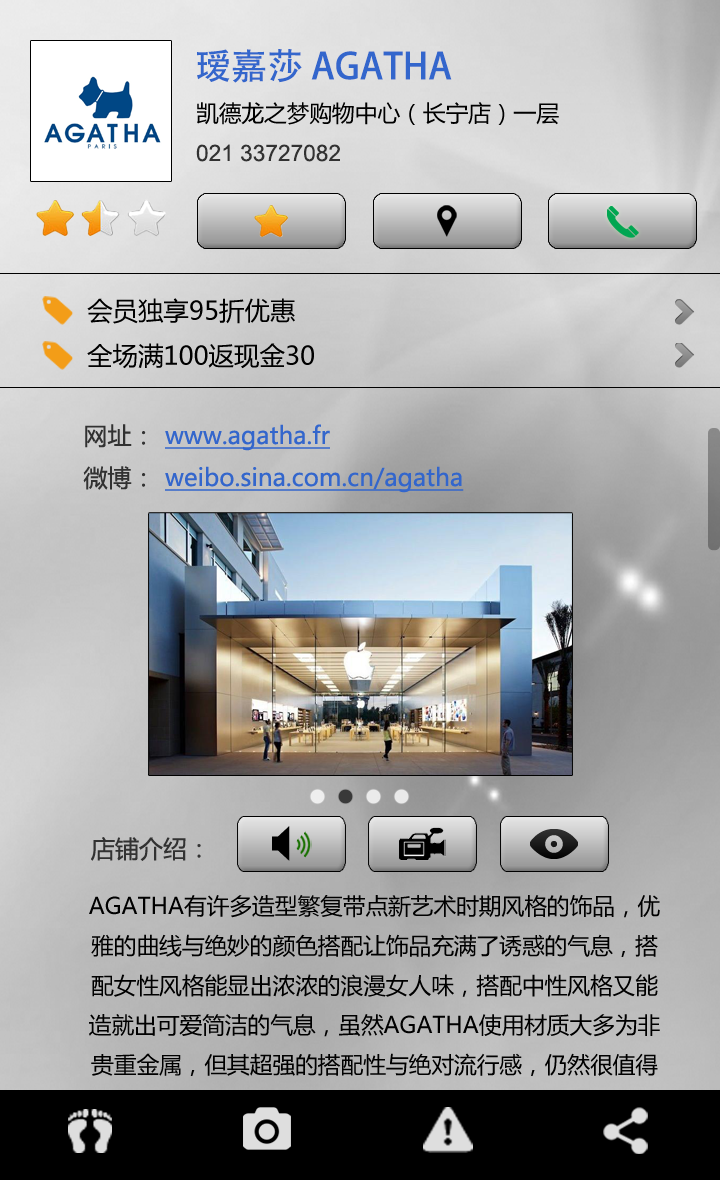 瑷嘉莎 AGATHA
AGATHA
PARIS
凯德龙之梦购物中心（长宁店）一层
021 33727082
会员独享95折优惠
全场满100返现金30
网址： www.agatha.fr
微博： weibo.sina.com.cn/agatha
店铺介绍：
AGATHA有许多造型繁复带点新艺术时期风格的饰品，优
雅的曲线与绝妙的颜色搭配让饰品充满了诱惑的气息，搭
配女性风格能显出浓浓的浪漫女人味，搭配中性风格又能
造就出可爱简洁的气息，虽然AGATHA使用材质大多为非
贵重金属，但其超强的搭配性与绝对流行感，仍然很值得